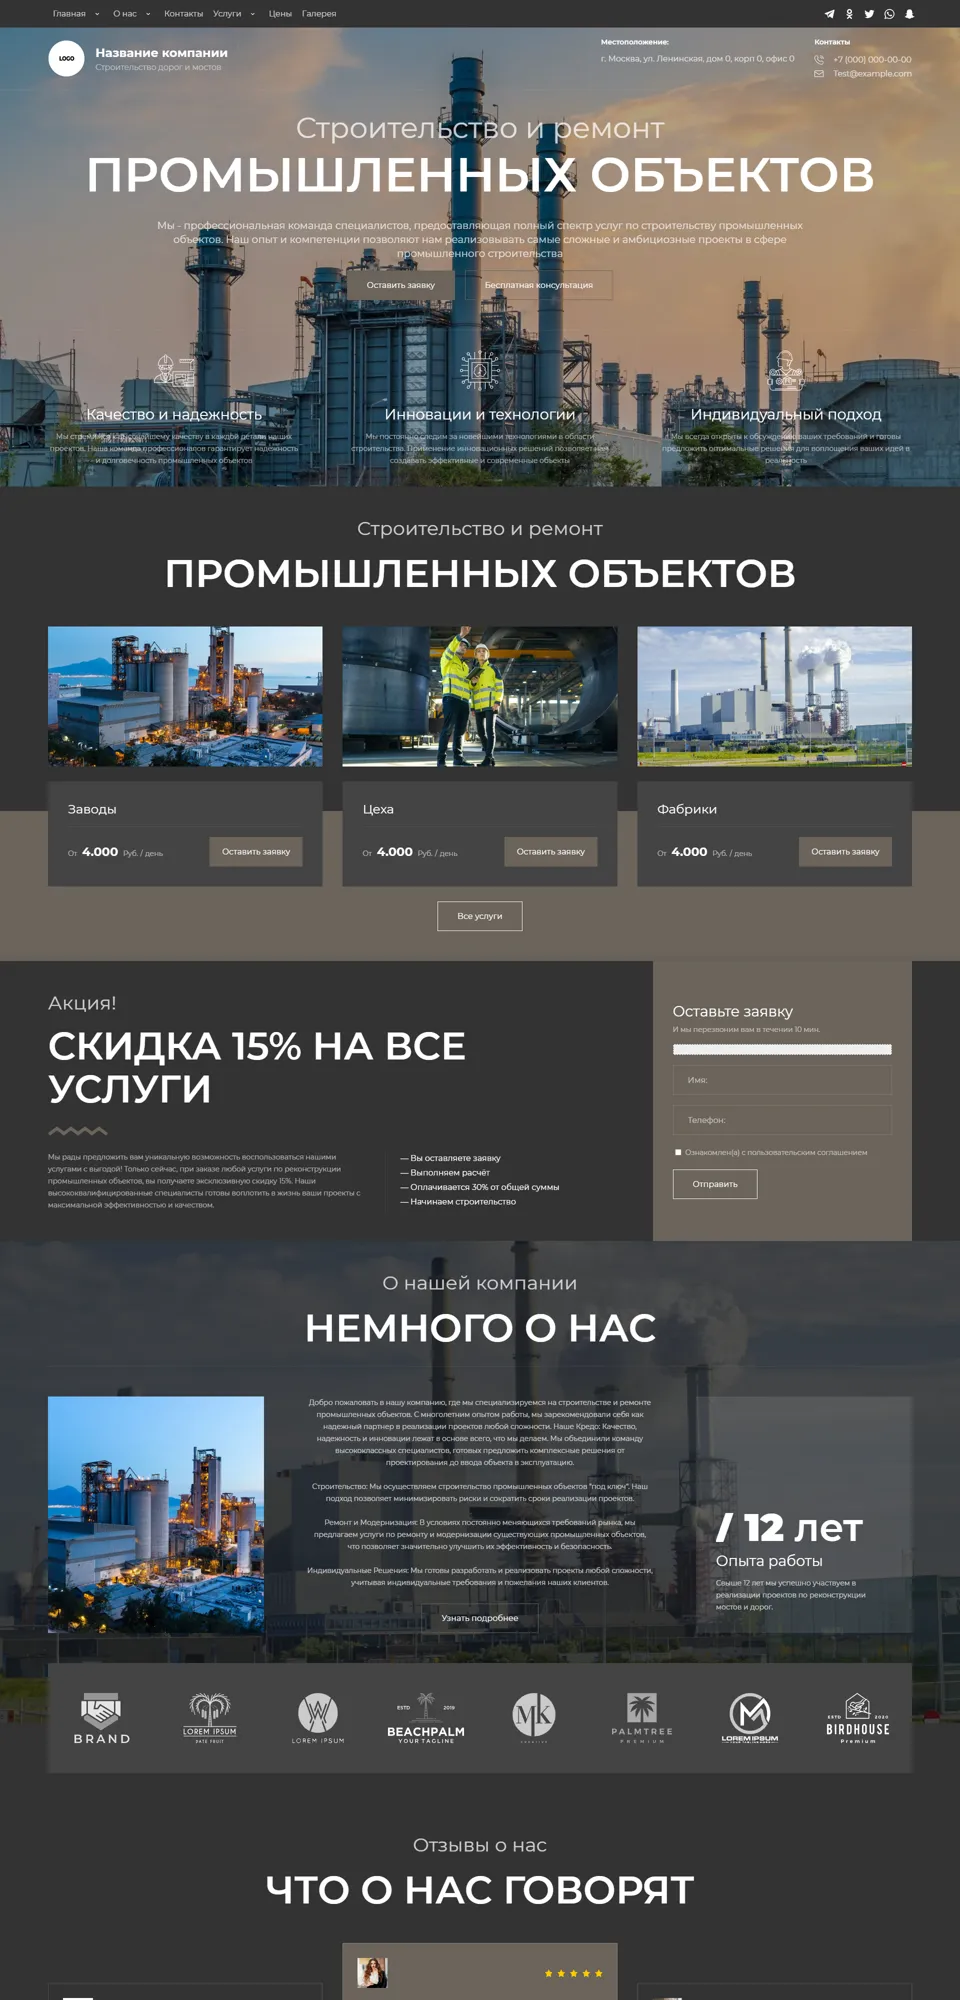 Главная
О нас
Контакты
Услуги
Цены
Галерея
LOGO
Название компании
Строительство дорог и мостов
Местоположение:
г. Москва, ул. Ленинская, дом 0, корп 0, офис 0
Контакты
+7 (000) 000-00-00
Test@example.com
Строительство и ремонт
ПРОМЫШЛЕННЫХ ОБЪЕКТОВ
Мы - профессиональная команда специалистов, предоставляющая полный спектр услуг по строительству промышленных
объектов. Наш опыт и компетенции позволяют нам реализовывать самые сложные и амбициозные проекты в сфере
промышленного строительства
Оставить заявку
Бесплатная консультация
Качество и надежность
Мы стремимся к высочайшему качеству в каждой детали наших
проектов. Наша команда профессионалов гарантирует надежность
и долговечность промышленных объектов
Инновации и технологии
Мы постоянно следим за новейшими технологиями в области
строительства. Применение инновационных решений позволяет нам
создавать эффективные и современные объекты
Индивидуальный подход
Мы всегда открыты к обсуждению ваших требований и готовы
предложить оптимальные решения для воплощения ваших идей в
реальность
Строительство и ремонт
ПРОМЫШЛЕННЫХ ОБЪЕКТОВ
Заводы
От 4.000 Руб. / день
Оставить заявку
Цеха
От 4.000 Руб. / день
Оставить заявку
Фабрики
От 4.000 Руб. / день
Оставить заявку
Все услуги
Акция!
СКИДКА 15% НА ВСЕ
УСЛУГИ
Мы рады предложить вам уникальную возможность воспользоваться нашими
услугами с выгодой! Только сейчас, при заказе любой услуги по реконструкции
промышленных объектов, вы получаете эксклюзивную скидку 15%. Наши
высококвалифицированные специалисты готовы воплотить в жизнь ваши проекты с
максимальной эффективностью и качеством.
— Вы оставляете заявку
— Выполняем расчёт
— Оплачивается 30% от общей суммы
— Начинаем строительство
Оставьте заявку
И мы перезвоним вам в течении 10 мин.
Имя:
Телефон:
Ознакомлен(а) с пользовательским соглашением
Отправить
О нашей компании
НЕМНОГО О НАС
Добро пожаловать в нашу компанию, где мы специализируемся на строительстве и ремонте
промышленных объектов. С многолетним опытом работы, мы зарекомендовали себя как
надежный партнер в реализации проектов любой сложности. Наше Кредо: Качество,
надежность и инновации лежат в основе всего, что мы делаем. Мы объединили команду
высококлассных специалистов, готовых предложить комплексные решения от
проектирования до ввода объекта в эксплуатацию.
Строительство: Мы осуществляем строительство промышленных объектов "под ключ". Наш
подход позволяет минимизировать риски и сократить сроки реализации проектов.
Ремонт и Модернизация: В условиях постоянно меняющихся требований рынка, мы
предлагаем услуги по ремонту и модернизации существующих промышленных объектов,
что позволяет значительно улучшить их эффективность и безопасность.
Индивидуальные Решения: Мы готовы разработать и реализовать проекты любой сложности,
учитывая индивидуальные требования и пожелания наших клиентов.
Узнать подробнее
/ 12 лет
Опыта работы
Свыше 12 лет мы успешно участвуем в
реализации проектов по реконструкции
мостов и дорог.
BRAND
LOREM IPSUM
DATE FRUIT
W
LOREM IPSUM
ESTD 2019
BEACHPALM
YOUR TAGLINE
MK
PALMTREE
PREMIUM
M
LOREM IPSUM
ESTD 2020
BIRDHOUSE
Premium
Отзывы о нас
ЧТО О НАС ГОВОРЯТ